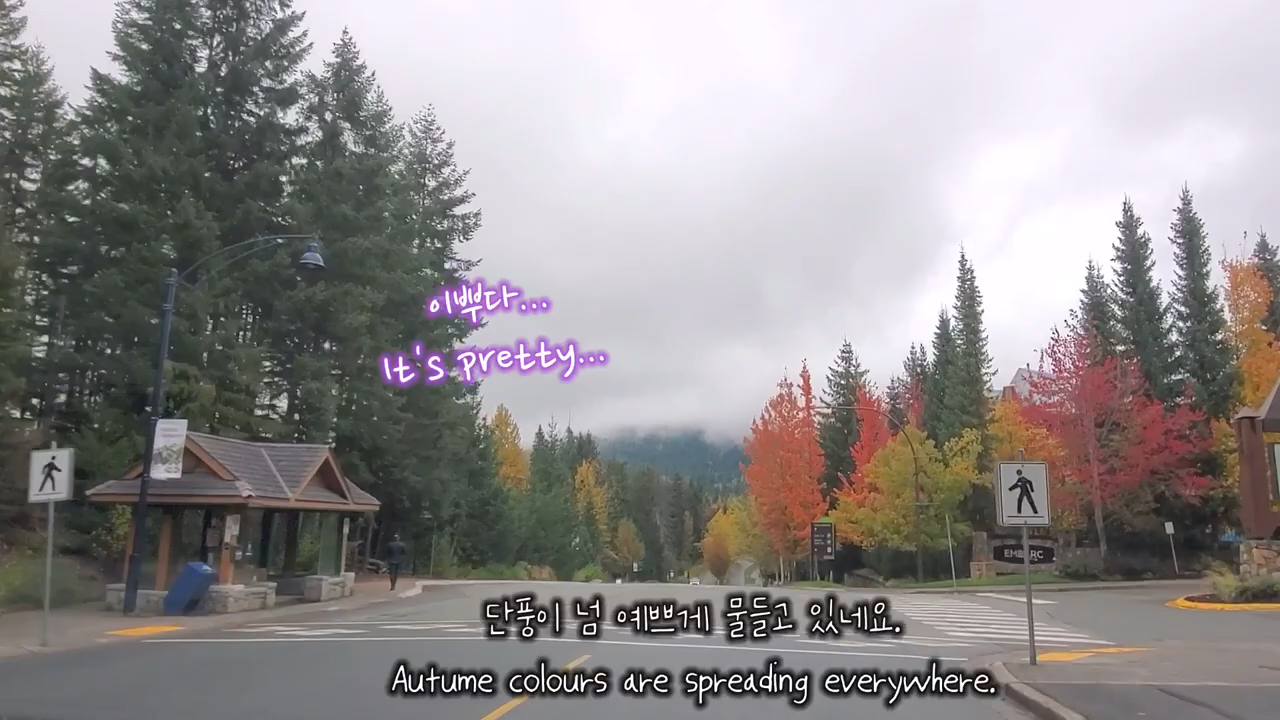 이뿌다...
It's pretty...
EMBARC
단풍이 넘 예쁘게 물들고 있네요.
Autume colours are spreading everywhere.